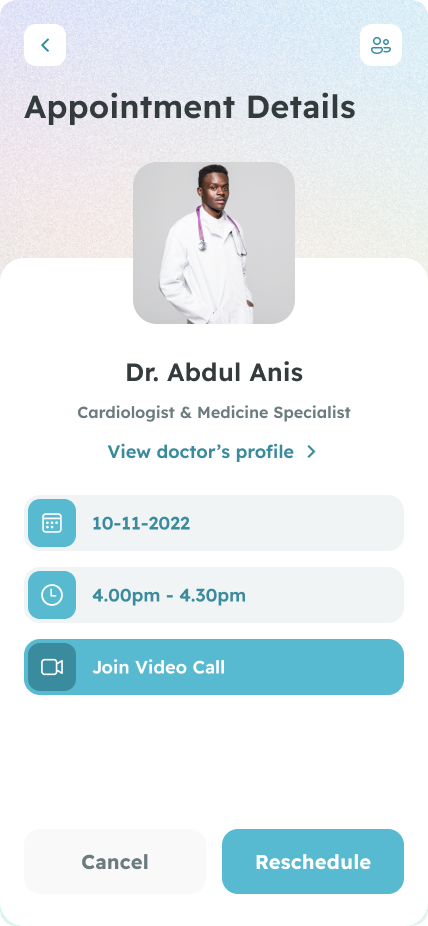 Appointment Details
Dr. Abdul Anis
Cardiologist & Medicine Specialist
View doctor’s profile
10-11-2022
4.00pm - 4.30pm
Join Video Call
Cancel
Reschedule